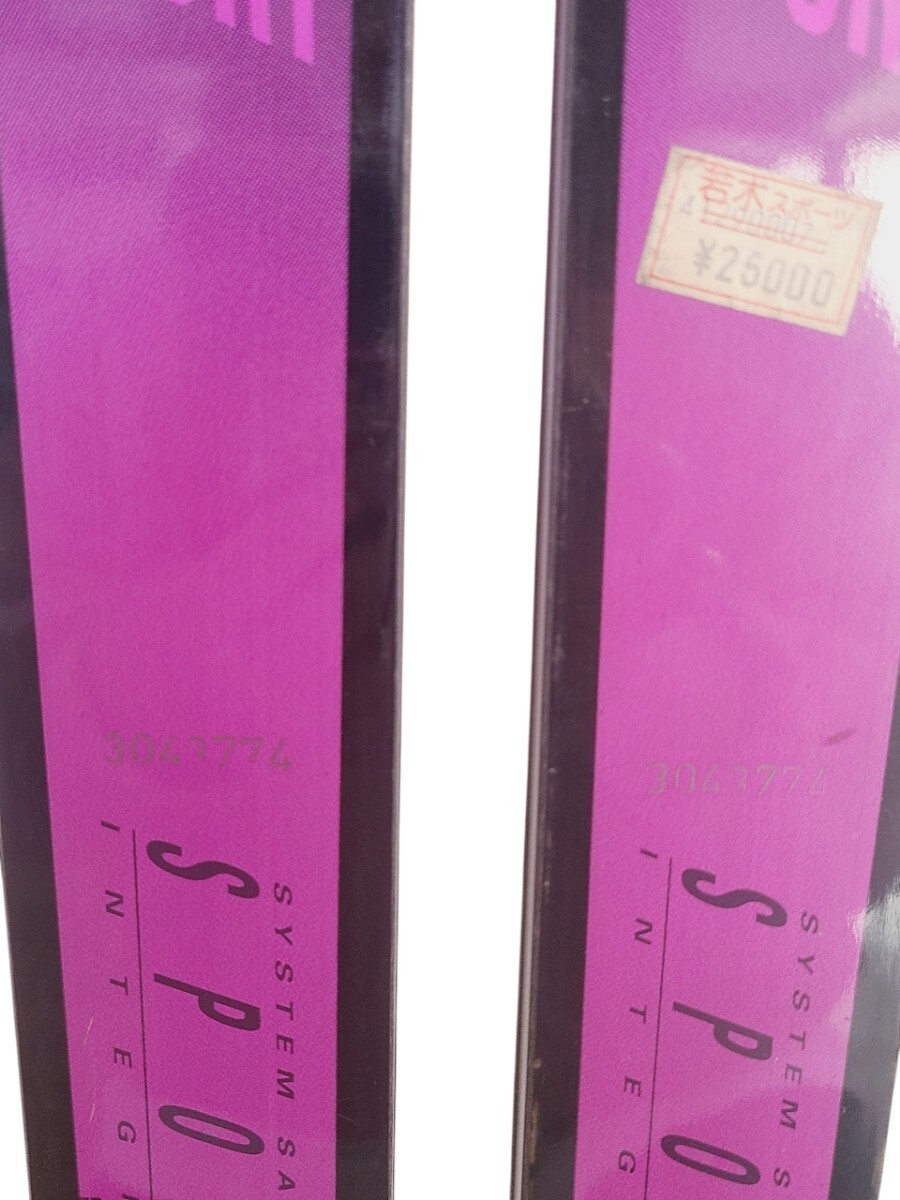 若木スポーツ
¥25000
3043774
SYSTEM SA
SPO
INTEG
3043774
SYSTEM S
SPO
INTEG